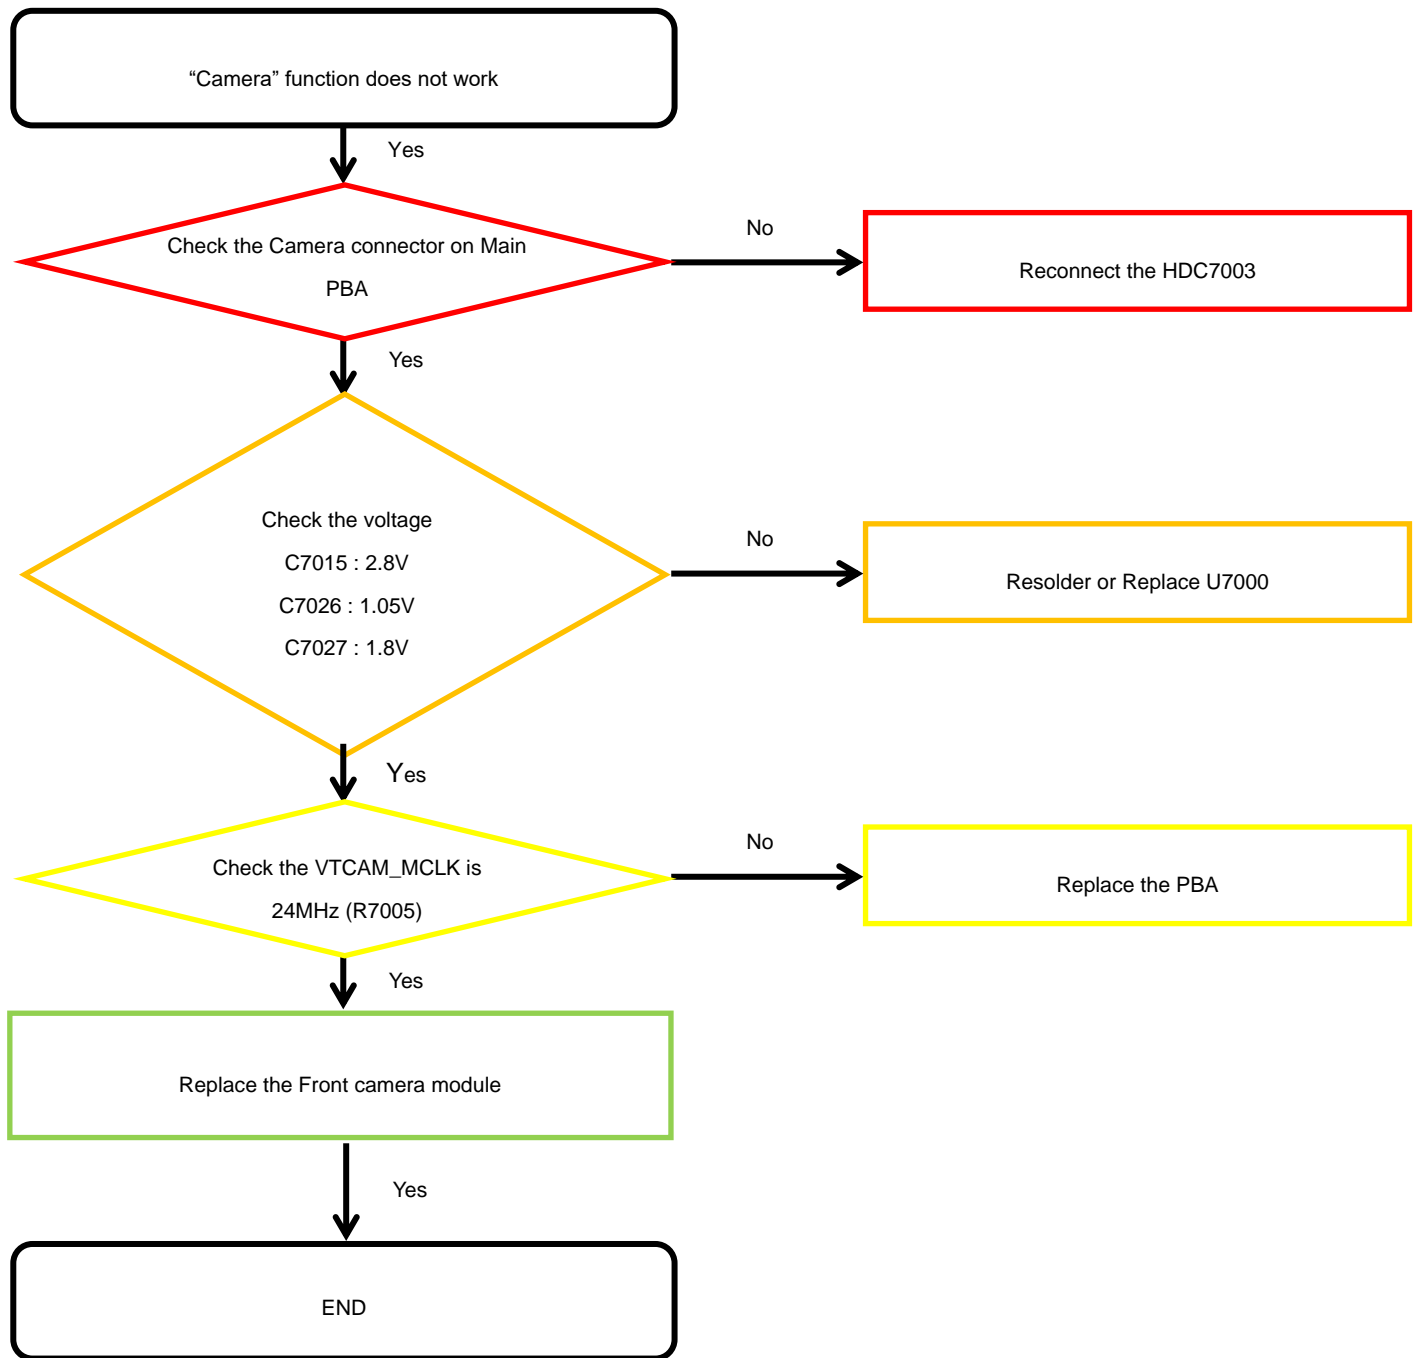 “Camera” function does not work
Yes
Check the Camera connector on Main
PBA
No
Reconnect the HDC7003
Yes
Check the voltage
C7015 : 2.8V
C7026 : 1.05V
C7027 : 1.8V
No
Resolder or Replace U7000
Yes
Check the VTCAM_MCLK is
24MHz (R7005)
No
Replace the PBA
Yes
Replace the Front camera module
Yes
END